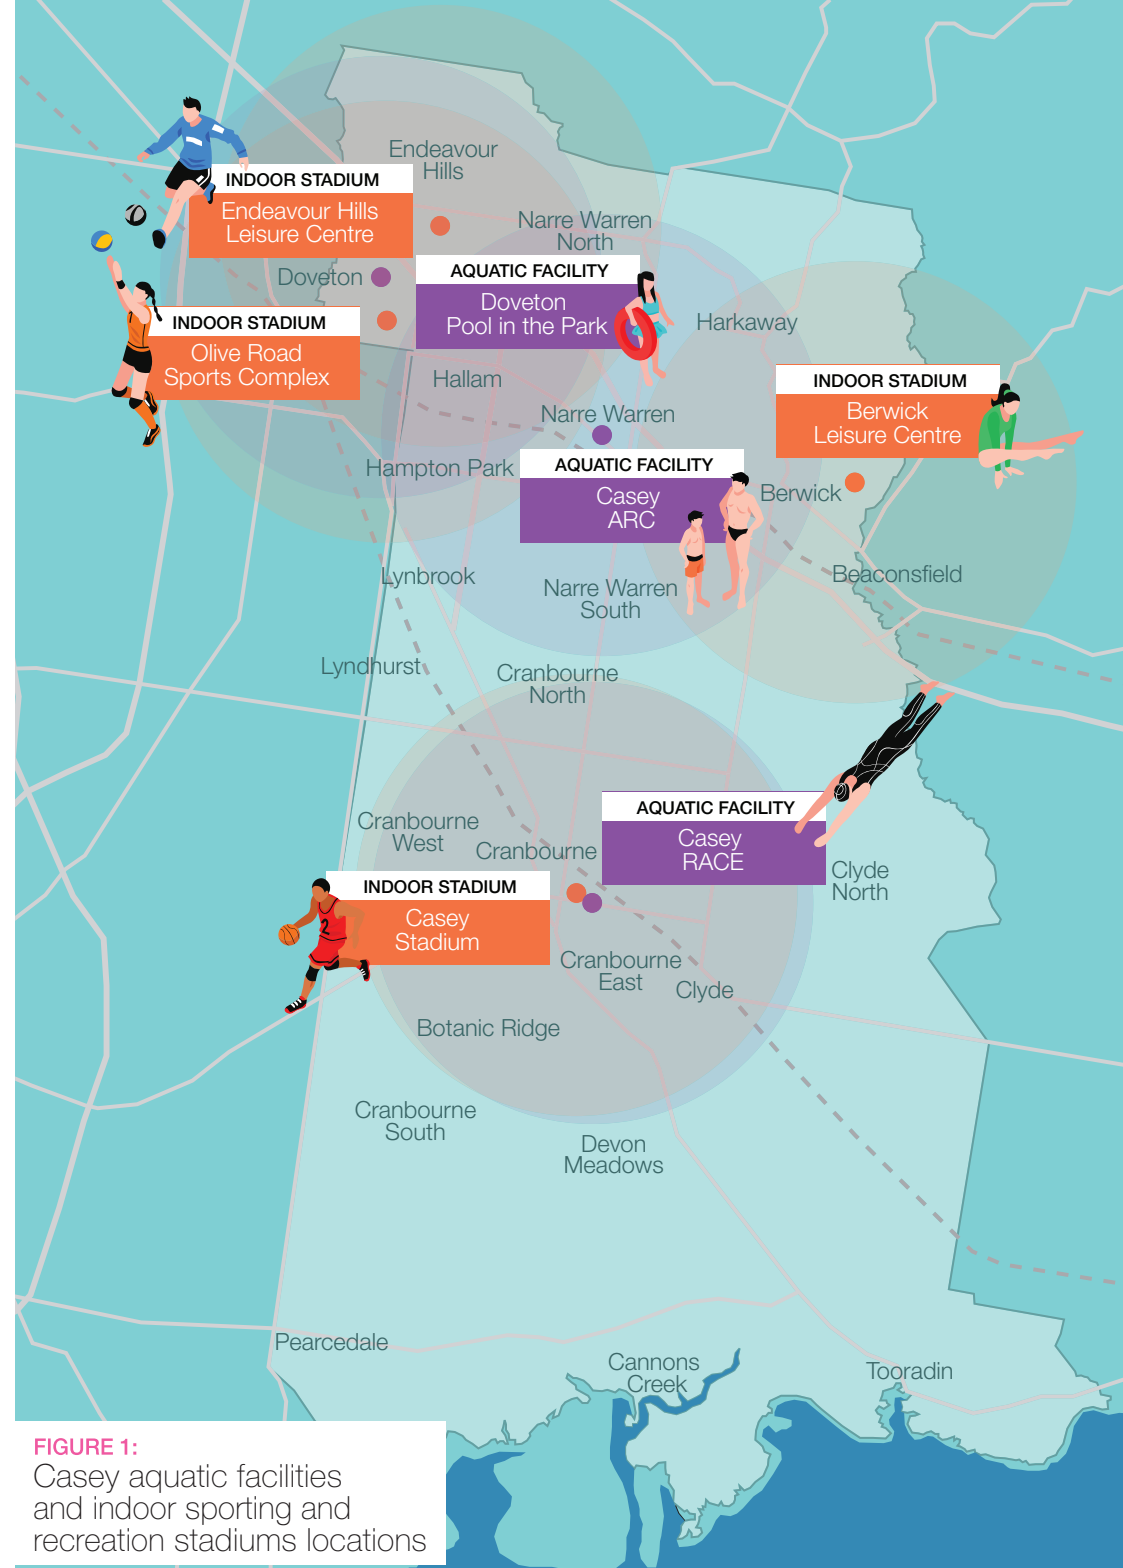 Endeavour
Hills
INDOOR STADIUM
Endeavour Hills
Leisure Centre
Narre Warren
North
Doveton
AQUATIC FACILITY
Doveton
Pool in the Park
INDOOR STADIUM
Olive Road
Sports Complex
Harkaway
Hallam
INDOOR STADIUM
Berwick
Leisure Centre
Narre Warren
Hampton Park
AQUATIC FACILITY
Casey
ARC
Berwick
Lynbrook
Narre Warren
South
Beaconsfield
Lyndhurst
Cranbourne
North
AQUATIC FACILITY
Casey
RACE
Cranbourne
West
Cranbourne
Clyde
North
INDOOR STADIUM
Casey
Stadium
2
Cranbourne
East
Clyde
Botanic Ridge
Cranbourne
South
Devon
Meadows
Pearcedale
Cannons
Creek
Tooradin
FIGURE 1:
Casey aquatic facilities
and indoor sporting and
recreation stadiums locations